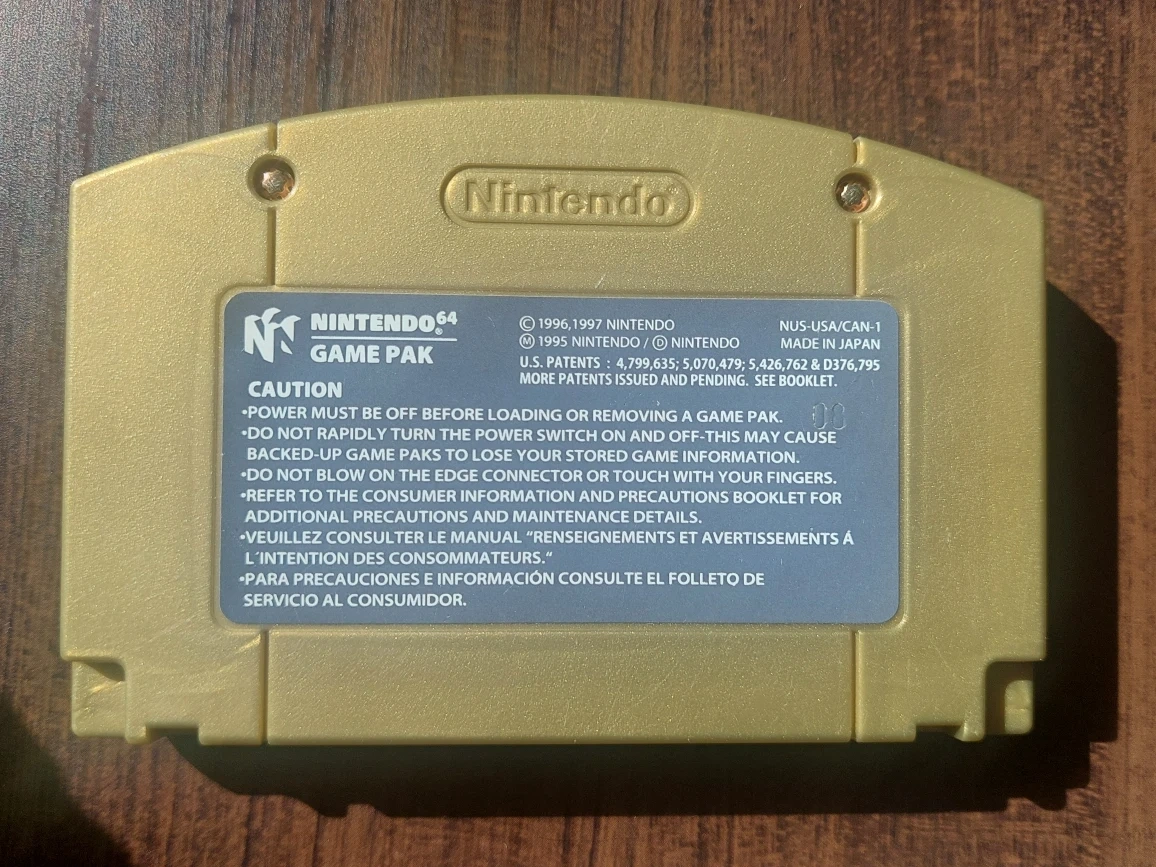 Nintendo®
NINTENDO⁶⁴®
GAME PAK
© 1996,1997 NINTENDO
Ⓜ 1995 NINTENDO / Ⓓ NINTENDO
NUS-USA/CAN-1
MADE IN JAPAN
U.S. PATENTS : 4,799,635; 5,070,479; 5,426,762 & D376,795
MORE PATENTS ISSUED AND PENDING. SEE BOOKLET.
CAUTION
•POWER MUST BE OFF BEFORE LOADING OR REMOVING A GAME PAK.
00
•DO NOT RAPIDLY TURN THE POWER SWITCH ON AND OFF-THIS MAY CAUSE
BACKED-UP GAME PAKS TO LOSE YOUR STORED GAME INFORMATION.
•DO NOT BLOW ON THE EDGE CONNECTOR OR TOUCH WITH YOUR FINGERS.
•REFER TO THE CONSUMER INFORMATION AND PRECAUTIONS BOOKLET FOR
ADDITIONAL PRECAUTIONS AND MAINTENANCE DETAILS.
•VEUILLEZ CONSULTER LE MANUAL "RENSEIGNEMENTS ET AVERTISSEMENTS Á
L'INTENTION DES CONSOMMATEURS."
•PARA PRECAUCIONES E INFORMACIÓN CONSULTE EL FOLLETO DE
SERVICIO AL CONSUMIDOR.